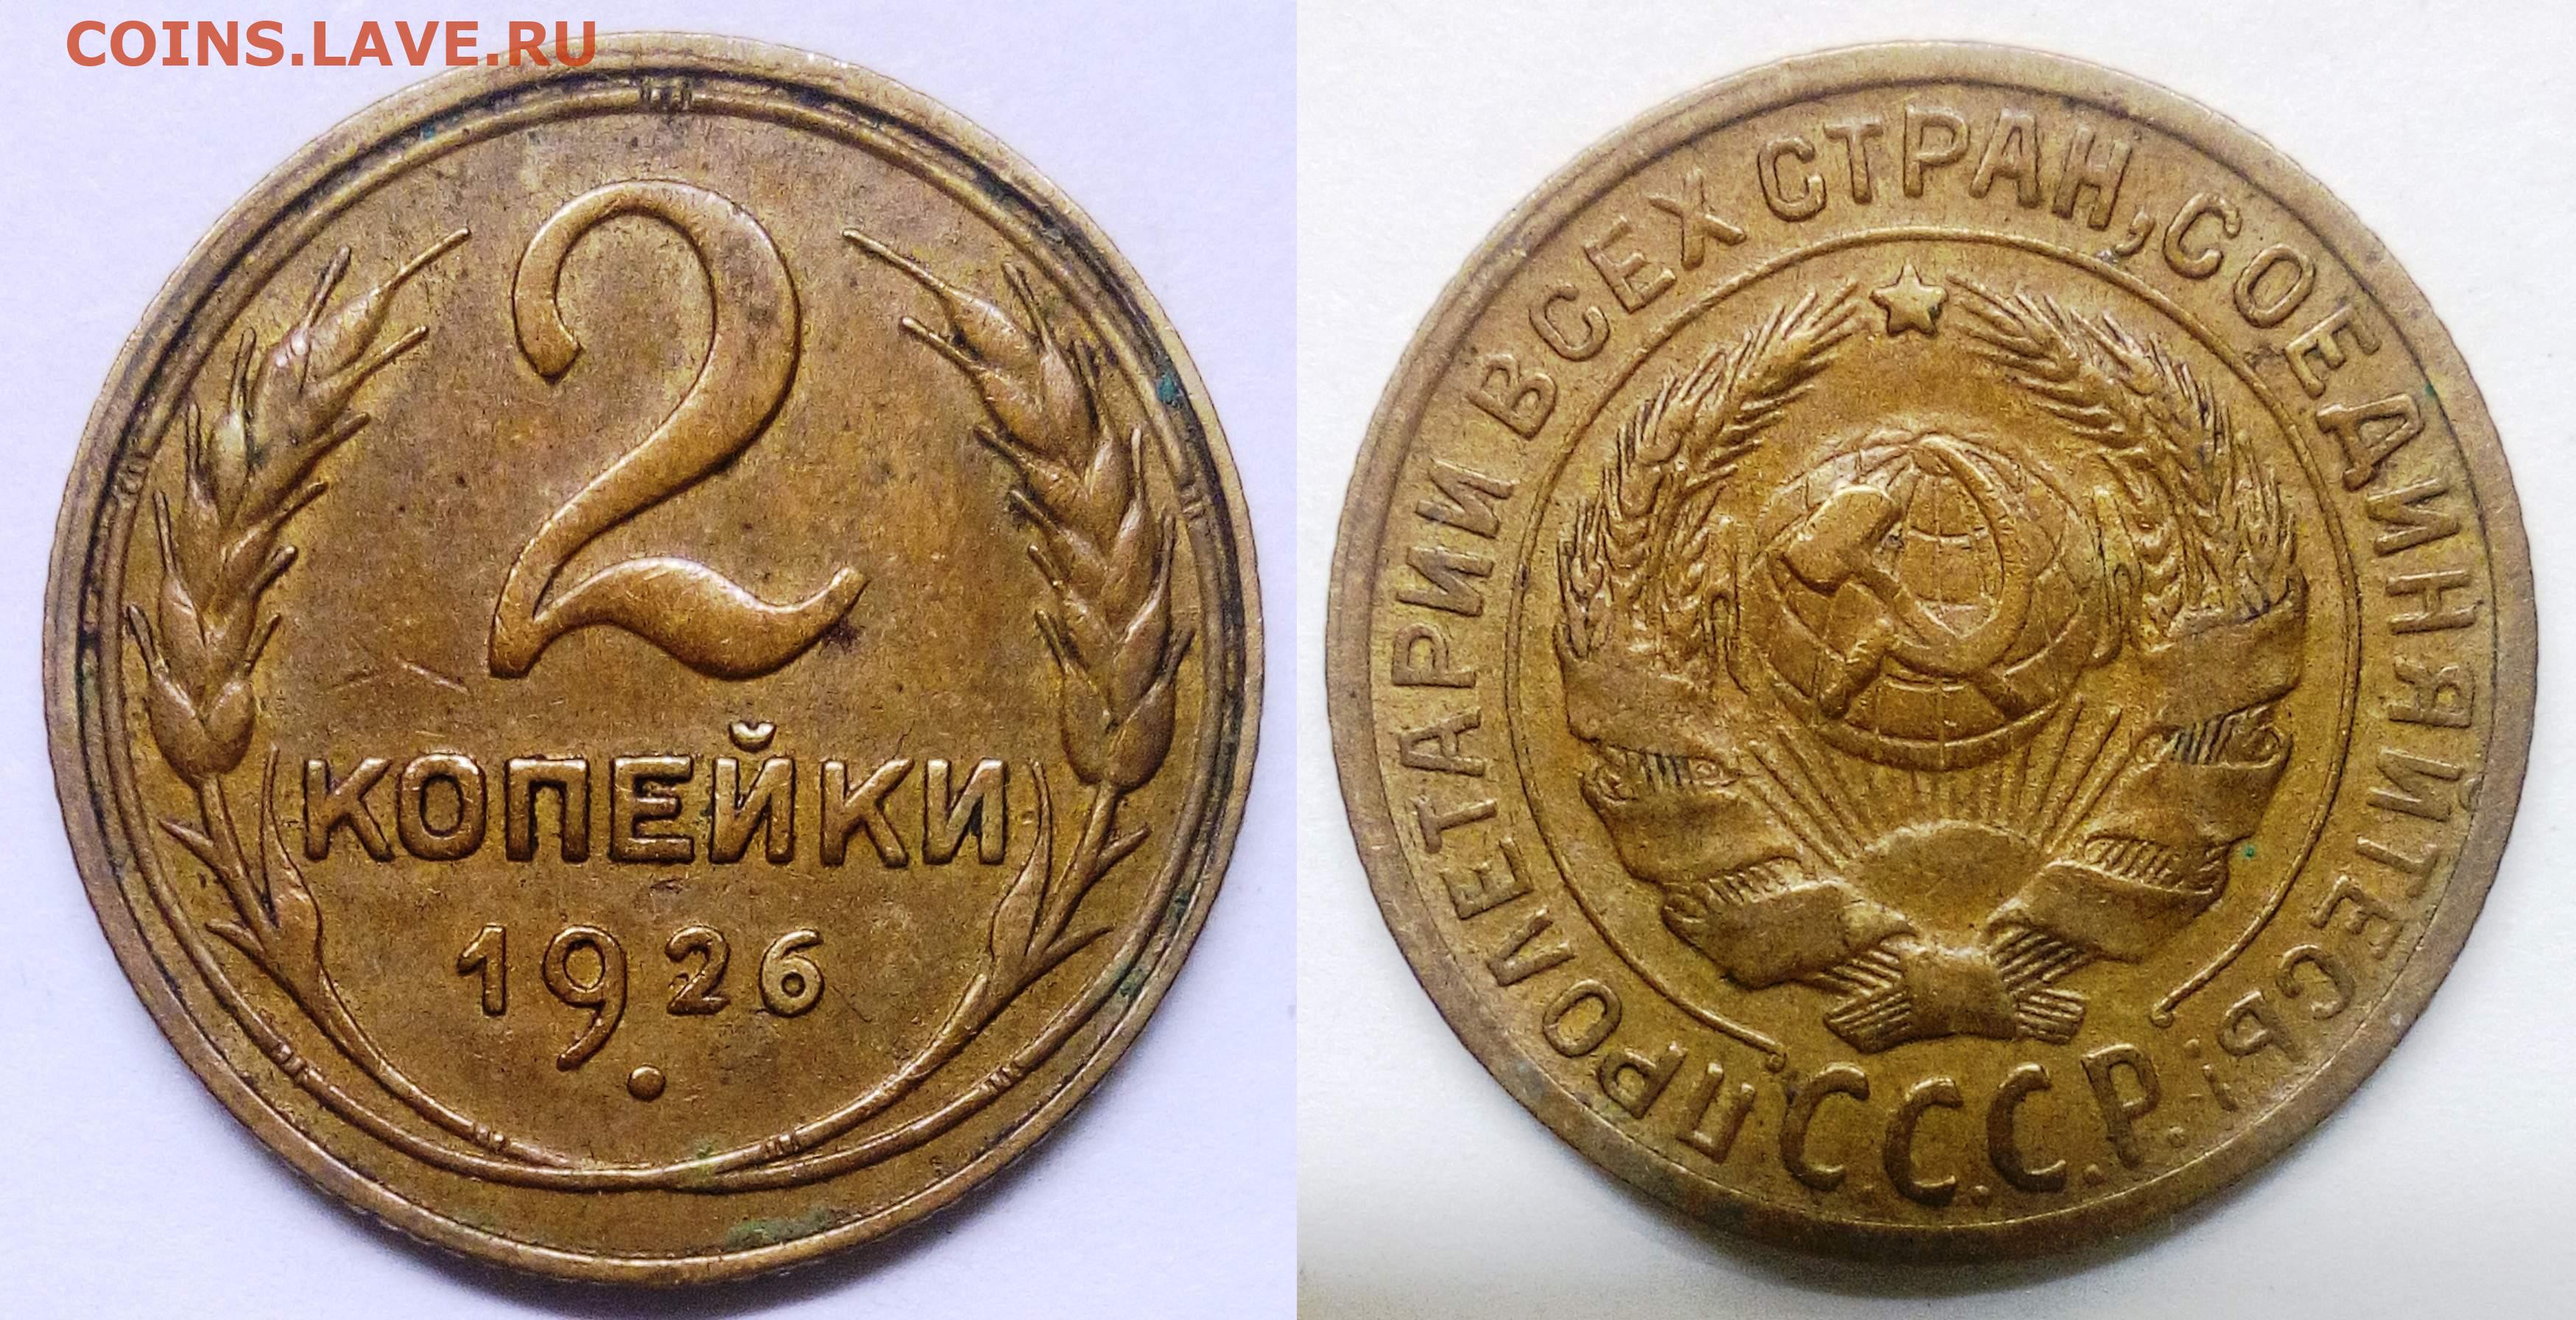 COINS.LAVE.RU
2
КОПЕЙКИ
1926
ПРОЛЕТАРИИ ВСЕХ СТРАН, СОЕДИНЯЙТЕСЬ!
С.С.С.Р.